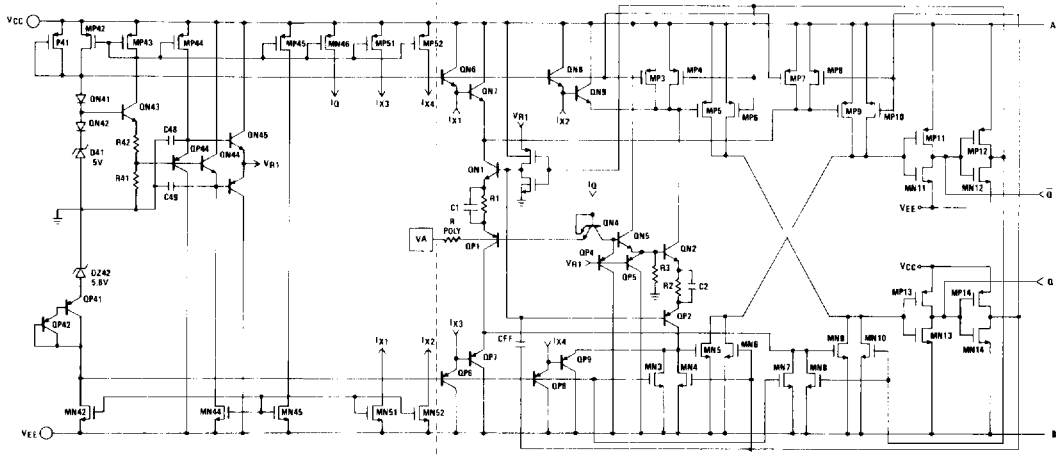 VCC
P41
MP42
MP43
MP44
MP45
MN46
MP51
MP52
IQ
IX3
IX4
QN6
QN7
IX1
QN8
QN9
IX2
MP3
MP4
MP5
MP6
MP7
MP8
MP9
MP10
A
QN41
QN42
D41
5V
QN43
R42
R41
C48
C49
QP44
QN44
QN45
VR1
VR1
QN1
C1
R1
R
POLY
VA
QP1
IQ
QN4
QN5
QP4
VR1
QP5
R3
QN2
R2
C2
QP2
MP11
MN11
VEE
MP12
MN12
Q̅
VCC
MP13
MN13
MP14
MN14
Q
DZ42
5.8V
QP41
QP42
IX1
IX2
IX3
QP7
QP6
CFF
IX4
QP9
QP8
MN3
MN4
MN5
MN6
MN7
MN8
MN9
MN10
MN42
MN44
MN45
MN51
MN52
VEE